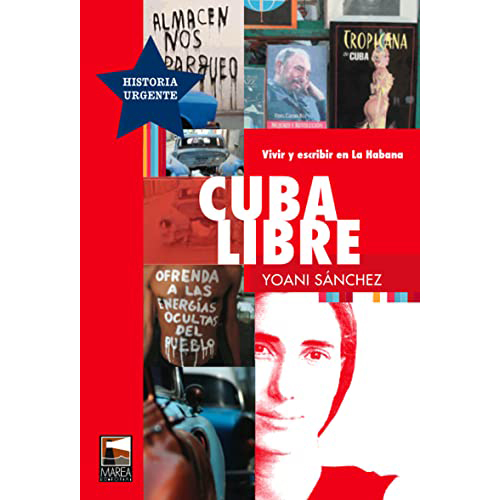 ALMACEN
NOS
PARQUEO
HISTORIA
URGENTE
TROPICANA
CUBA
Vivir y escribir en La Habana
CUBA
LIBRE
YOANI SÁNCHEZ
OFRENDA
A LAS
ENERGÍAS
OCULTAS
DEL
PUEBLO
MAREA
EDITORIAL